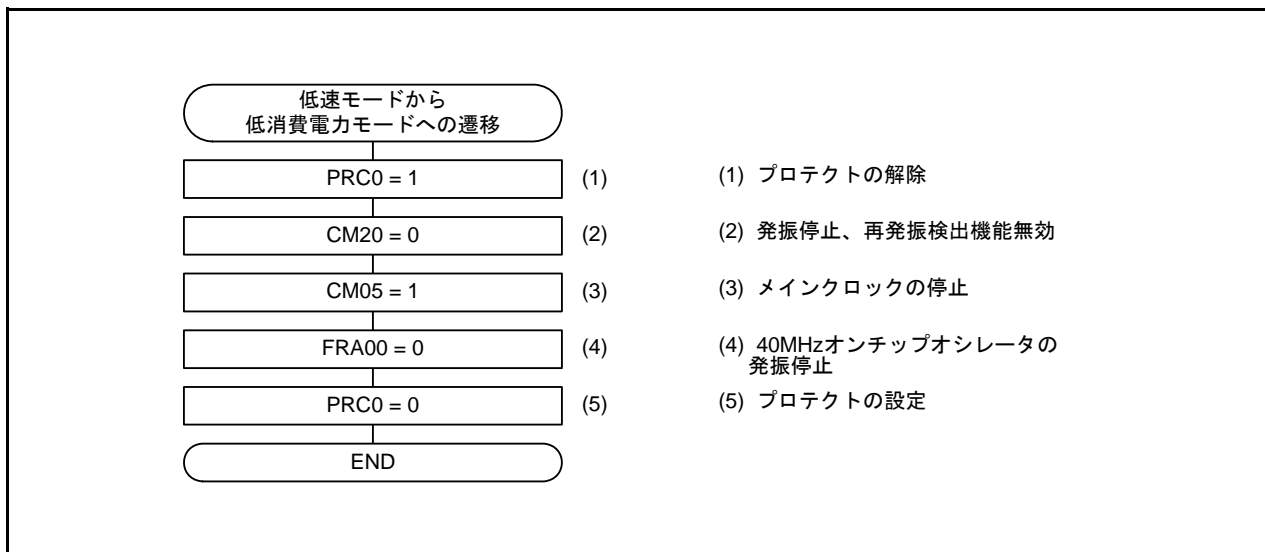 低速モードから
低消費電力モードへの遷移
PRC0 = 1
(1)
(1) プロテクトの解除
CM20 = 0
(2)
(2) 発振停止、再発振検出機能無効
CM05 = 1
(3)
(3) メインクロックの停止
FRA00 = 0
(4)
(4) 40MHzオンチップオシレータの
発振停止
PRC0 = 0
(5)
(5) プロテクトの設定
END